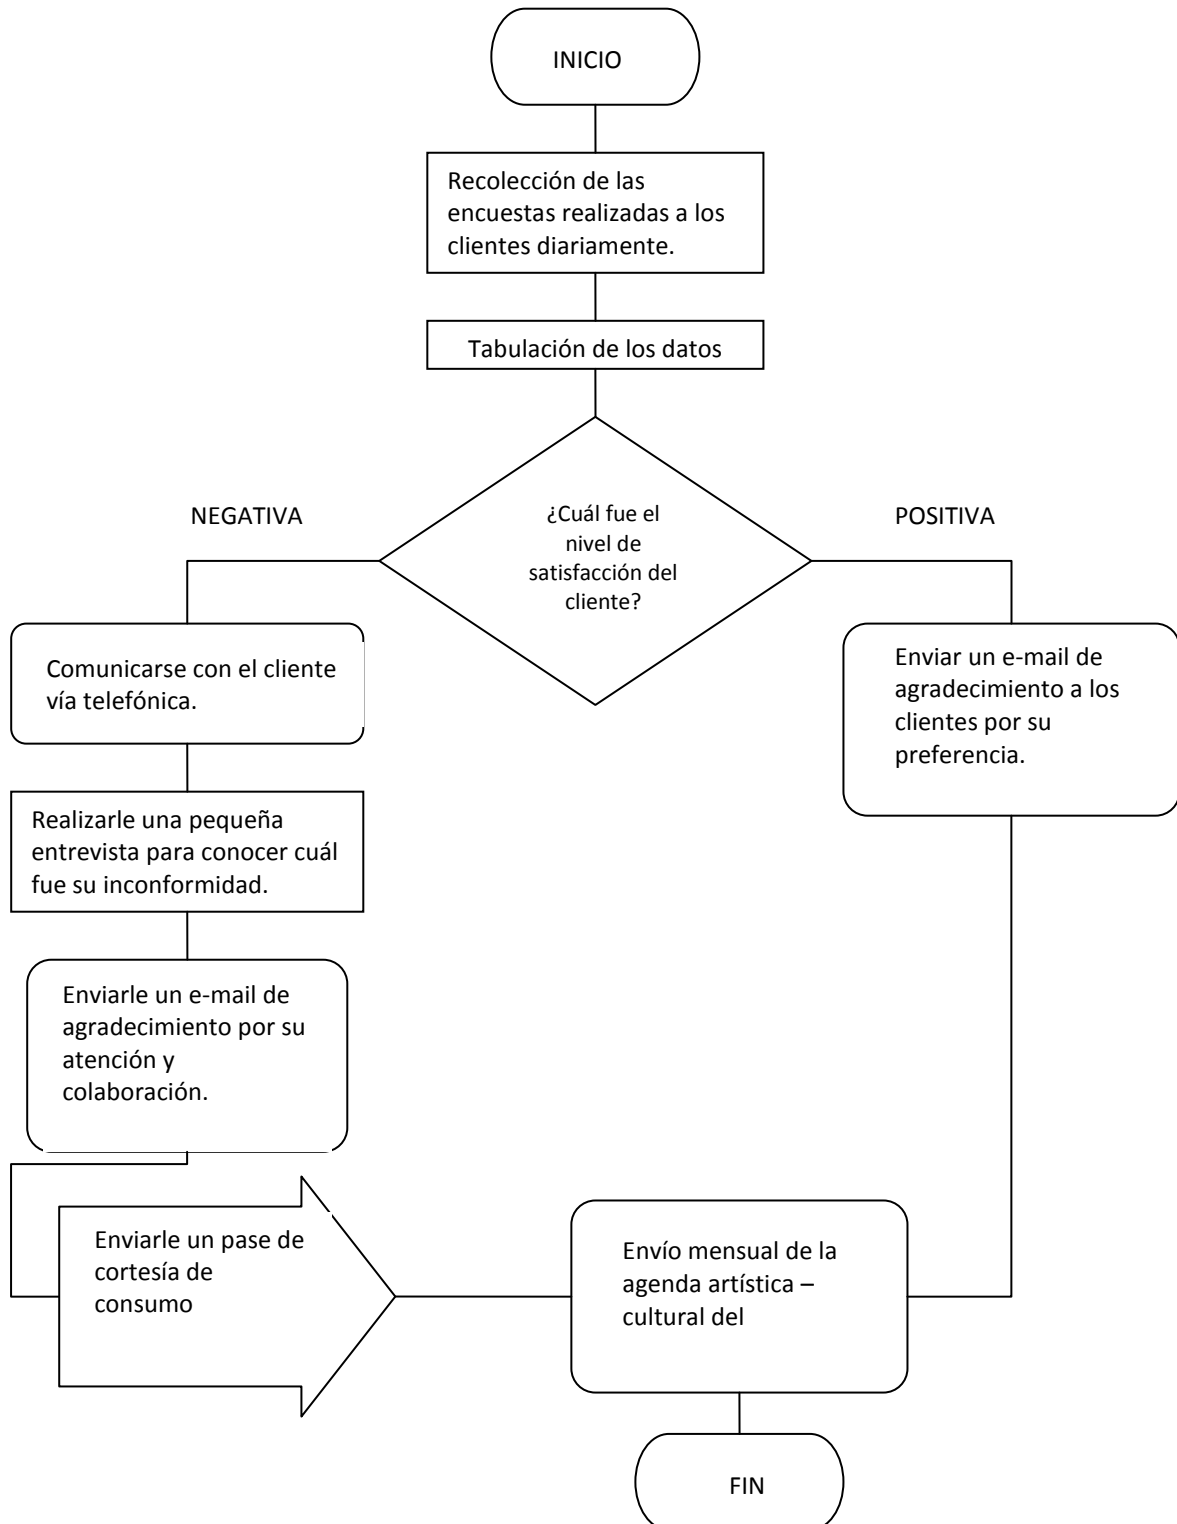 INICIO
Recolección de las
encuestas realizadas a los
clientes diariamente.
Tabulación de los datos
¿Cuál fue el
nivel de
satisfacción del
cliente?
NEGATIVA
POSITIVA
Comunicarse con el cliente
vía telefónica.
Realizarle una pequeña
entrevista para conocer cuál
fue su inconformidad.
Enviarle un e-mail de
agradecimiento por su
atención y
colaboración.
Enviarle un pase de
cortesía de
consumo
Enviar un e-mail de
agradecimiento a los
clientes por su
preferencia.
Envío mensual de la
agenda artística –
cultural del
FIN